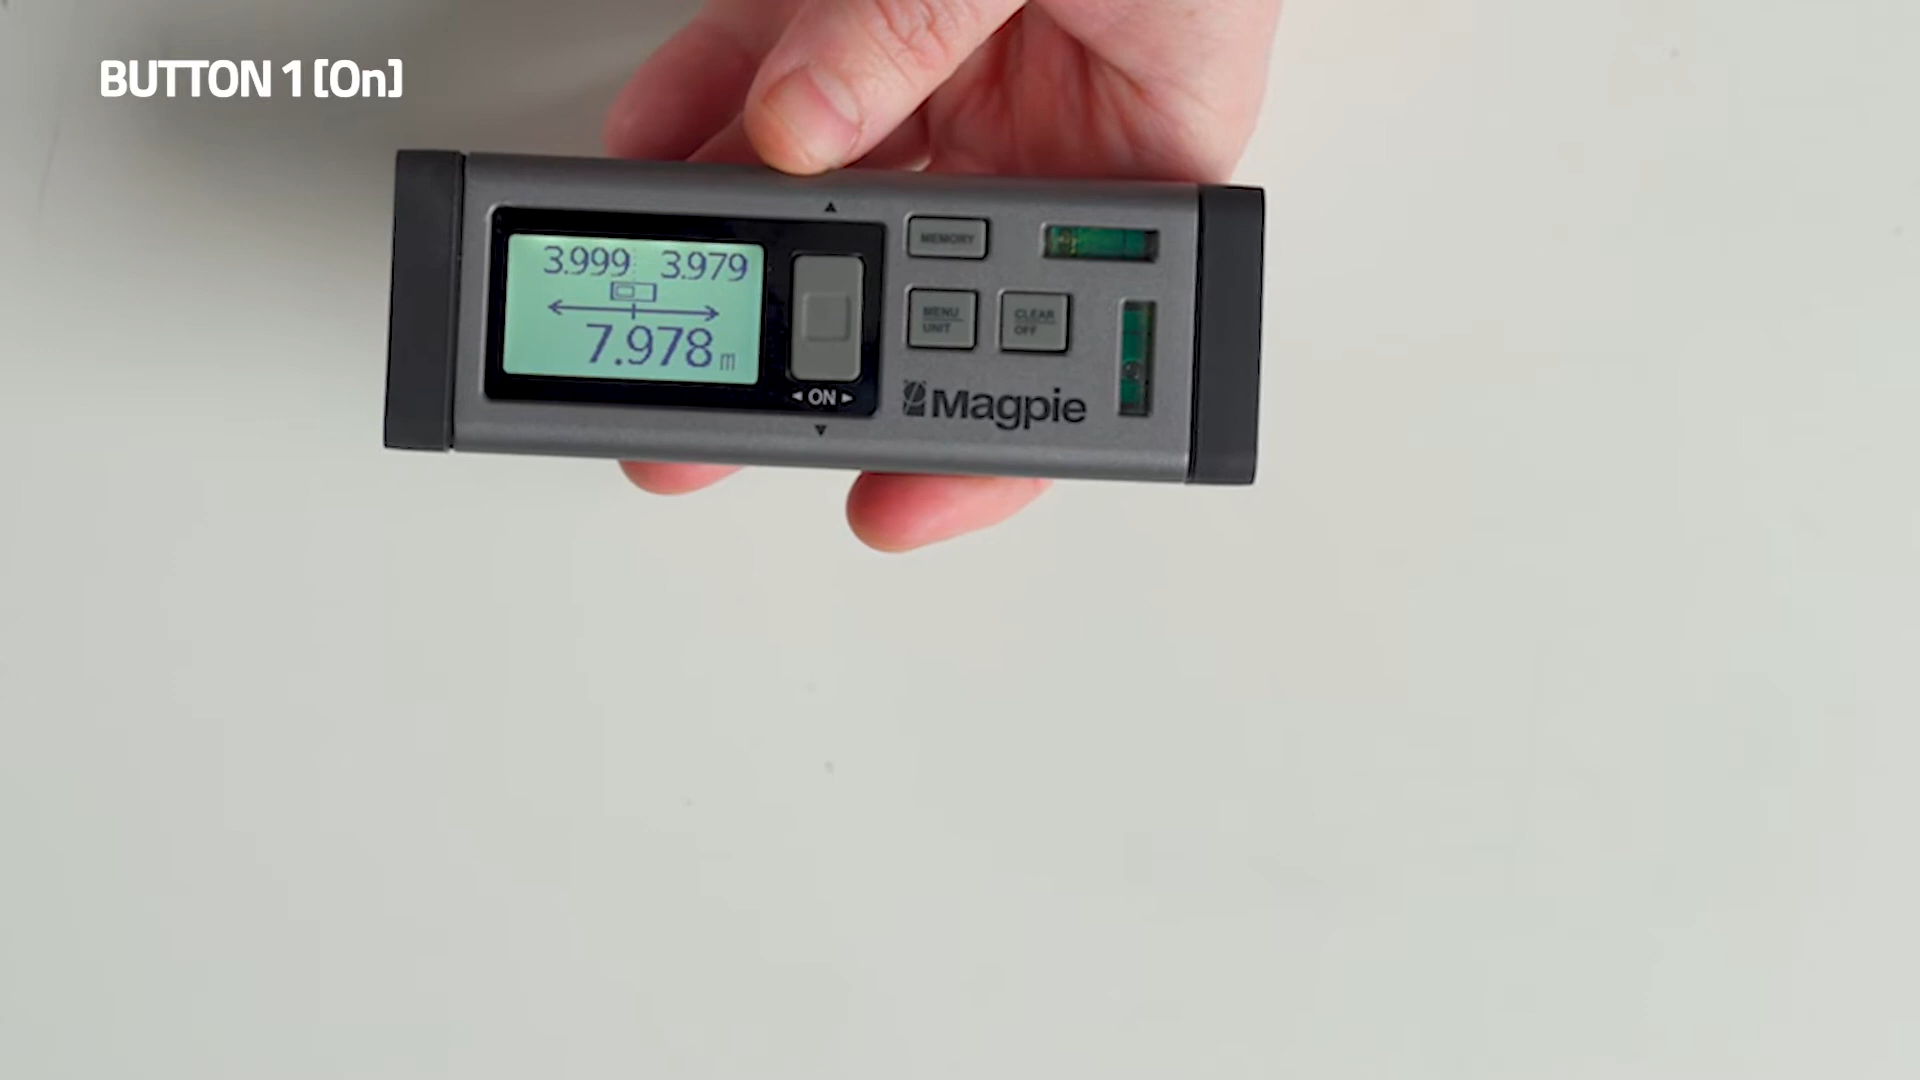 BUTTON 1 [On]
3.999 3.979
7.978 m
ON
MEMORY
MENU
UNIT
CLEAR
OFF
Magpie